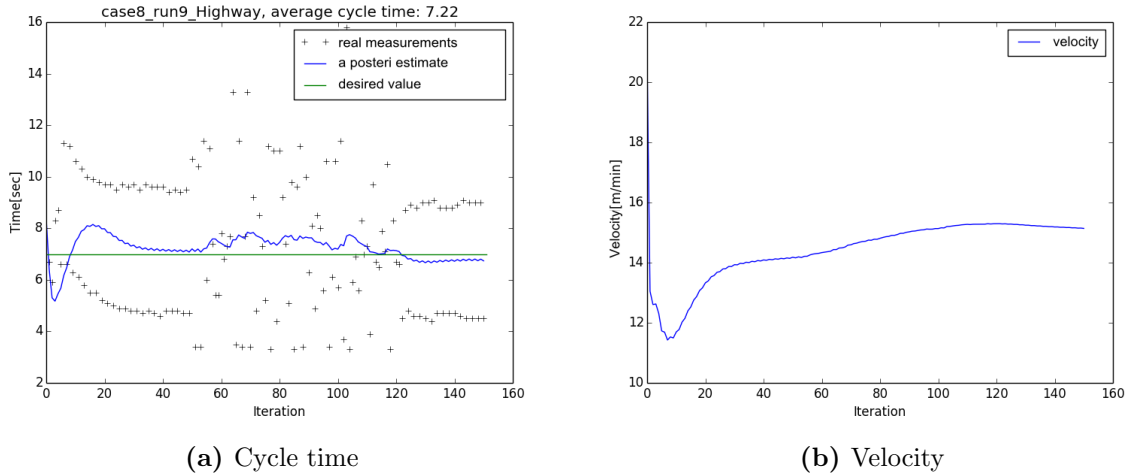 case8_run9_Highway, average cycle time: 7.22
16
14
12
10
8
6
4
2
Time[sec]
+ + real measurements
a posteri estimate
desired value
0 20 40 60 80 100 120 140 160
Iteration
(a) Cycle time
22
20
18
16
14
12
10
Velocity[m/min]
velocity
0 20 40 60 80 100 120 140 160
Iteration
(b) Velocity